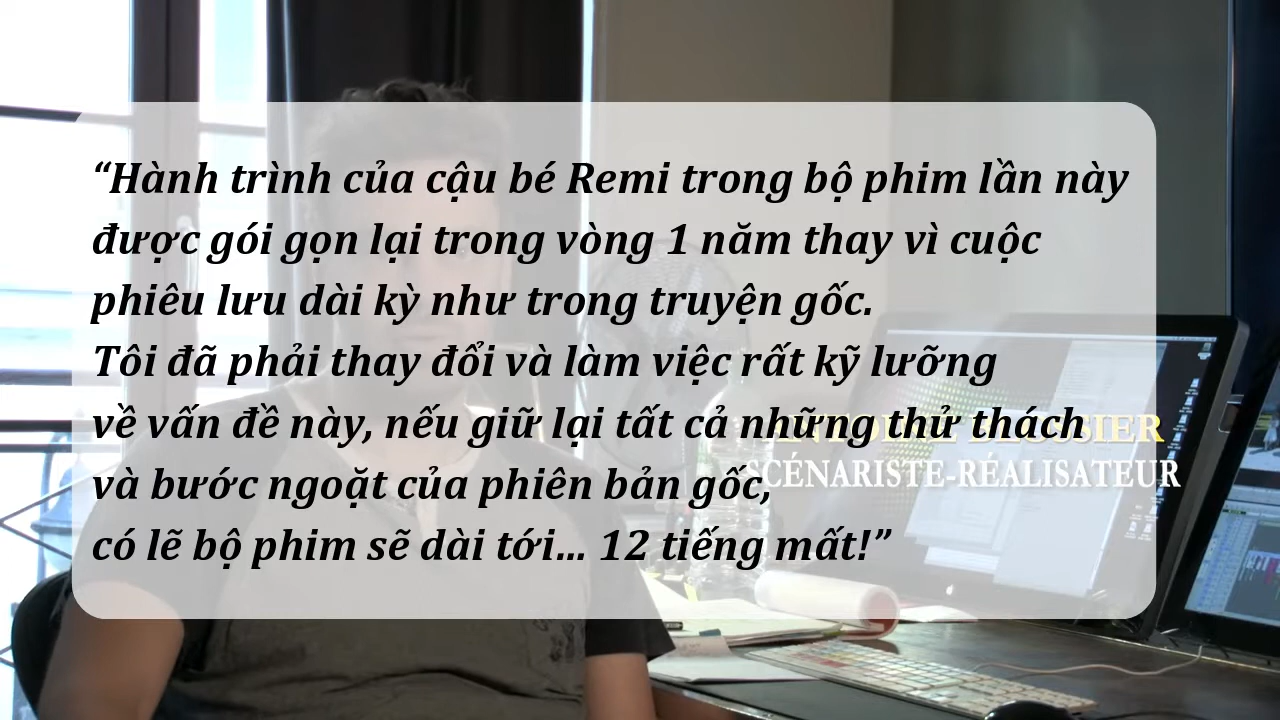 “Hành trình của cậu bé Remi trong bộ phim lần này
được gói gọn lại trong vòng 1 năm thay vì cuộc
phiêu lưu dài kỳ như trong truyện gốc.
Tôi đã phải thay đổi và làm việc rất kỹ lưỡng
về vấn đề này, nếu giữ lại tất cả những thử thách
và bước ngoặt của phiên bản gốc,
có lẽ bộ phim sẽ dài tới... 12 tiếng mất!”
SCÉNARISTE-RÉALISATEUR